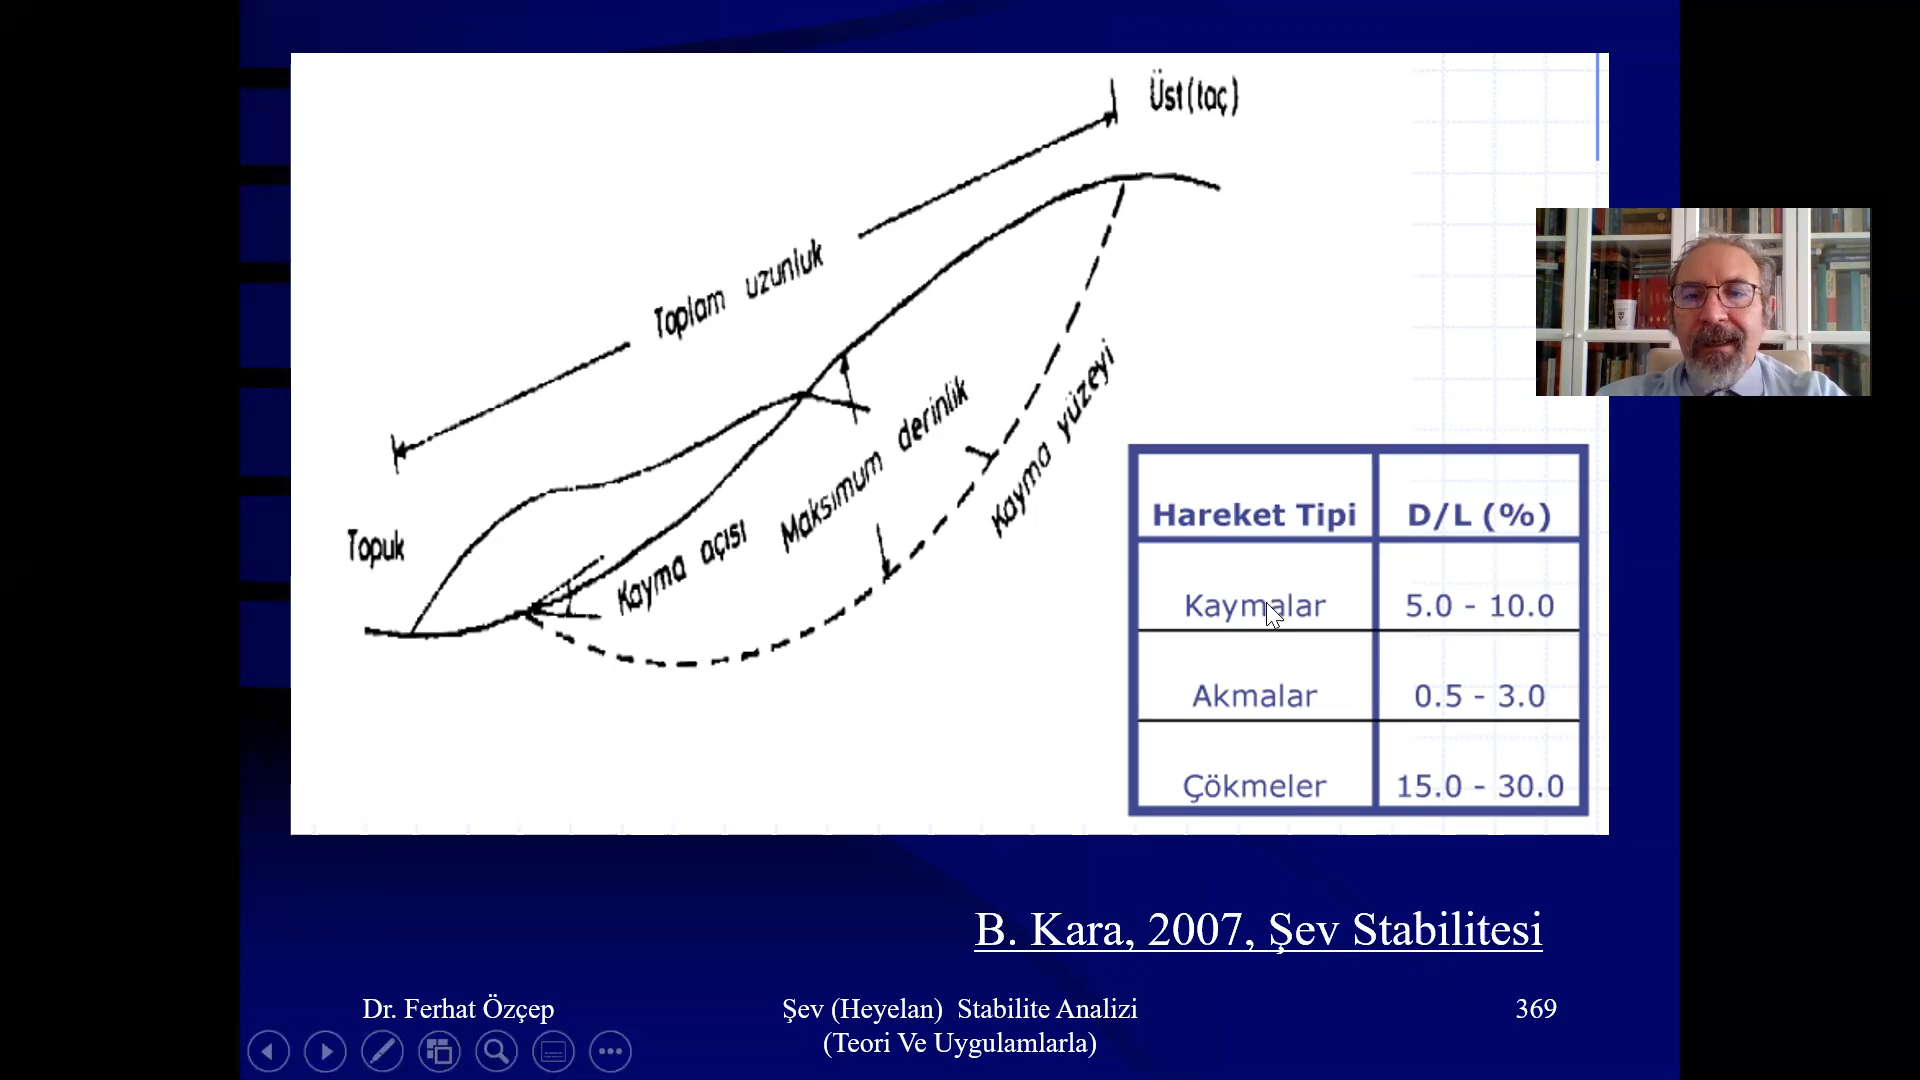 Üst(taç)
Toplam uzunluk
Topuk
Kayma açısı
Maksimum derinlik
Kayma yüzeyi
Hareket Tipi D/L (%)
Kaymalar 5.0 - 10.0
Akmalar 0.5 - 3.0
Çökmeler 15.0 - 30.0
B. Kara, 2007, Şev Stabilitesi
Dr. Ferhat Özçep
Şev (Heyelan) Stabilite Analizi
(Teori Ve Uygulamlarla)
369